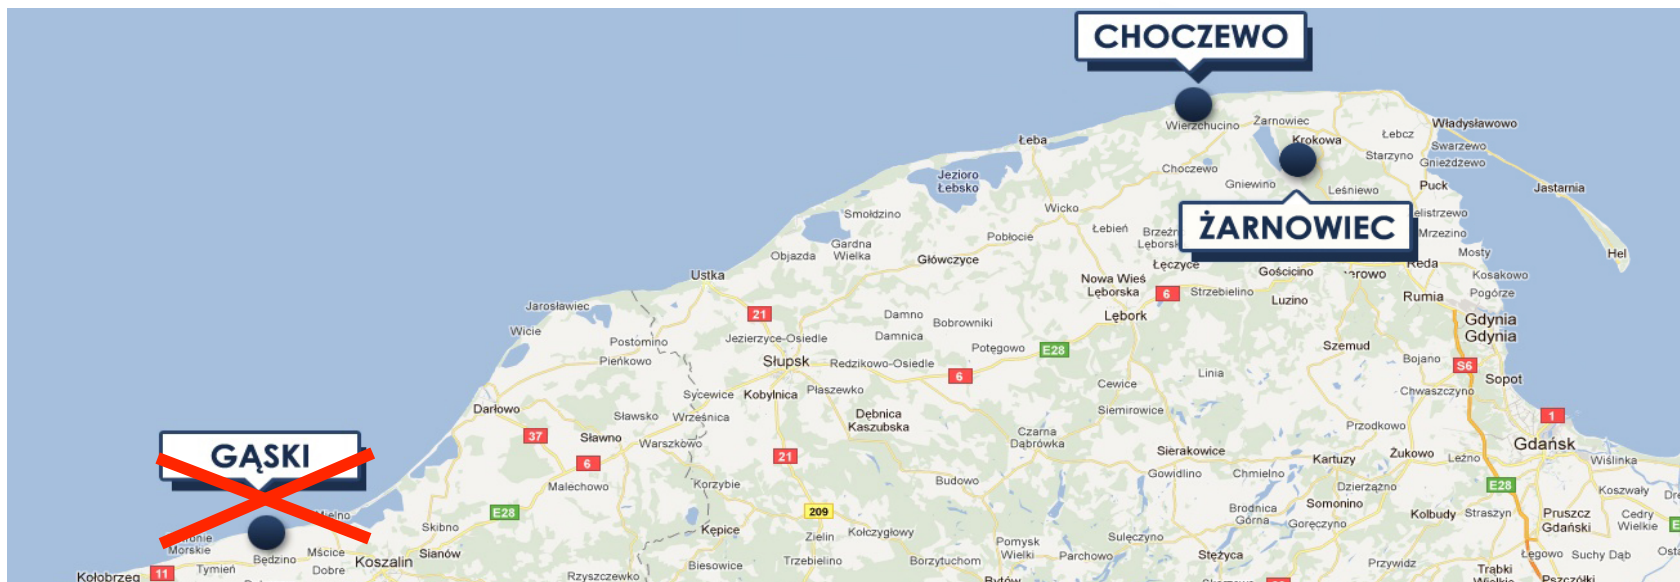 CHOCZEWO
Władysławowo
Wierzchucino
Żarnowiec
Krokowa
Łebcz
Łeba
Swarzewo
Gnieżdżewo
Starzyno
Choczewo
Jezioro
Łebsko
Gniewino
Leśniewo
Puck
Jastarnia
Smołdzino
Wicko
ŻARNOWIEC
Łebień
Mrzezino
Pobłocie
Gardna
Wielka
Objazda
Główczyce
Mosty
Hel
Łęczyce
Gościcino
Reda
Kosakowo
Ustka
Nowa Wieś
Lęborska
6
Strzebielino
Luzino
Rumia
Pogórze
Jarosławiec
21
Damno
Bobrowniki
Lębork
Gdynia
Gdynia
Wicie
Postomino
Jezierzyce-Osiedle
Damnica
Potęgowo
E28
Szemud
Bojano
Pieńkowo
Słupsk
Redzikowo-Osiedle
6
Linia
S6
Sopot
Cewice
Chwaszczyno
Sycewice
Kobylnica
Płaszewko
Darłowo
Sławsko
Wrześnica
Dębnica
Kaszubska
Siemirowice
1
37
Sławno
Warszkowo
Czarna
Dąbrówka
Przodkowo
Gdańsk
GĄSKI
6
21
Sierakowice
Kartuzy
Żukowo
Leźno
Wiślinka
Malechowo
Korzybie
Budowo
Gowidlino
Chmielno
Dzierżążno
E28
Koszwały
Mielno
Skibno
E28
Kępice
209
Kołczygłowy
Brodnica
Górna
Somonino
Goręczyno
Kolbudy
Straszyn
Pruszcz
Gdański
Cedry
Wielkie
Będzino
Mścice
Dobre
Koszalin
Sianów
Zielin
Pomysk
Wielki
Sulęczyno
Morskie
Tymień
Biesowice
Trzebielino
Borzytuchom
Parchowo
Stężyca
Przywidz
Łęgowo
Suchy Dąb
Kołobrzeg
11
Rzyszczewo
Bytów
Trąbki
Wielkie
Pszczółki